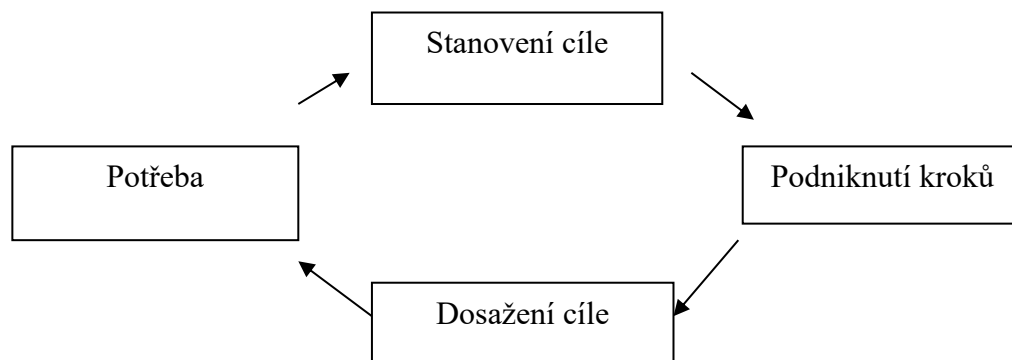 Stanovení cíle
Potřeba
Podniknutí kroků
Dosažení cíle